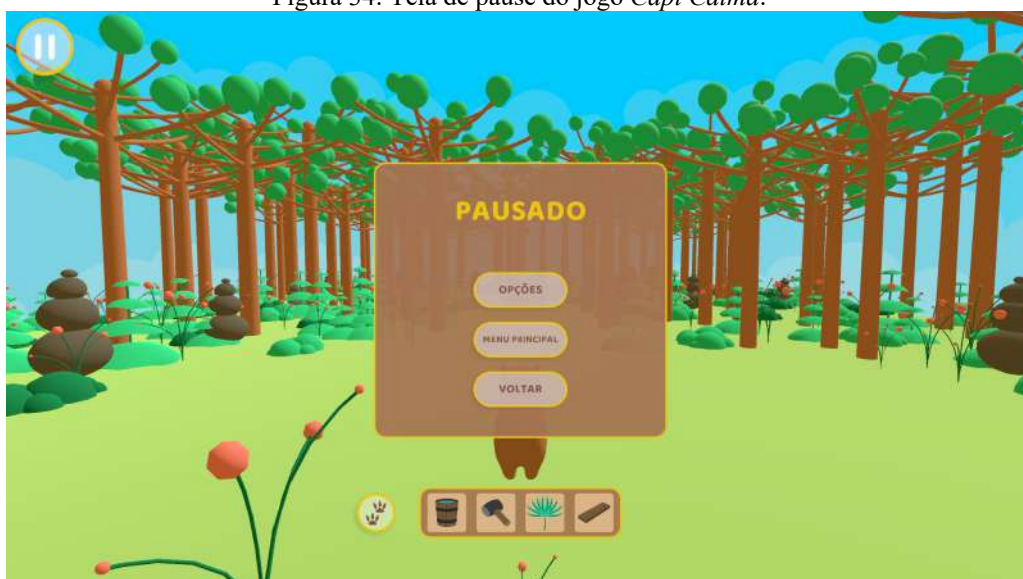 Figura 34: Tela de pause do jogo Capi Calma.
PAUSADO
OPÇÕES
MENU PRINCIPAL
VOLTAR